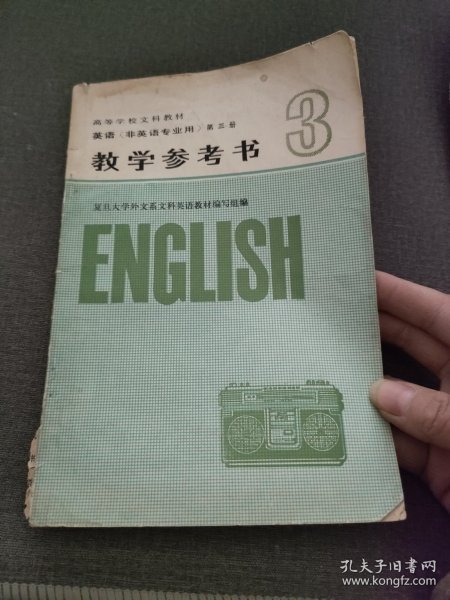 高等学校文科教材
英语（非英语专业用）第三册
3
教学参考书
复旦大学外文系文科英语教材编写组编
ENGLISH
孔夫子旧书网
www.kongfz.com